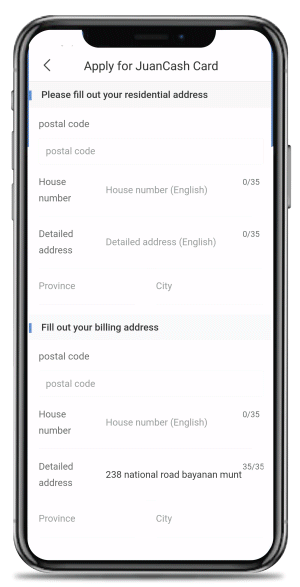 Apply for JuanCash Card
Please fill out your residential address
postal code
postal code
House number
House number (English)
0/35
Detailed address
Detailed address (English)
0/35
Province City
Fill out your billing address
postal code
postal code
House number
House number (English)
0/35
Detailed address
238 national road bayanan munt
35/35
Province City